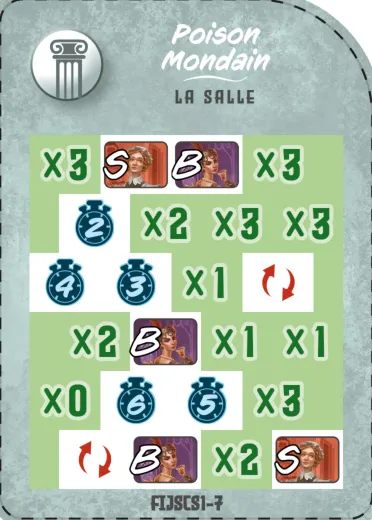 Poison
Mondain
LA SALLE
x3 S B x3
2 x2 x3 x3
4 3 x1
x2 B x1 x1
x0 6 5 x3
B x2 S
FIJSCS1-7